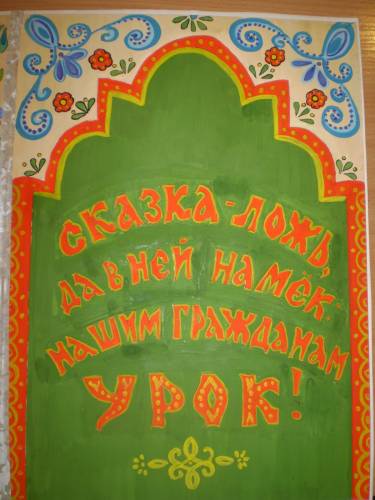 СКАЗКА-ЛОЖЬ,
ДА В НЕЙ НАМЁК:
НАШИМ ГРАЖДАНАМ
УРОК!